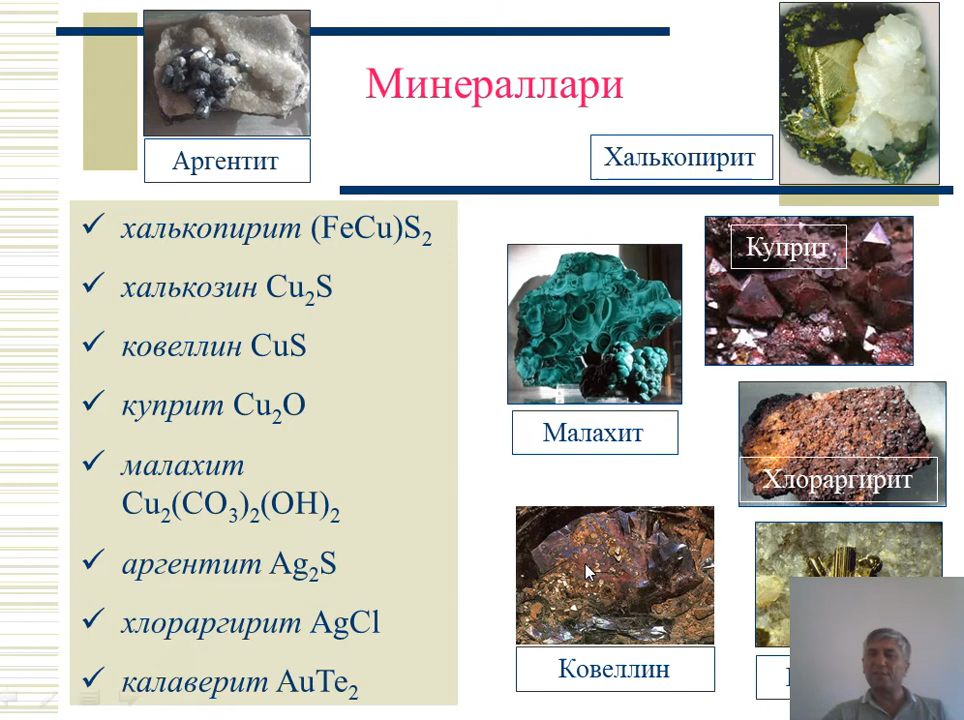 Минераллари
Аргентит
Халькопирит
халькопирит (FeCu)S₂
халькозин Cu₂S
ковеллин CuS
куприт Cu₂O
малахит
Cu₂(CO₃)₂(OH)₂
аргентит Ag₂S
хлораргирит AgCl
калаверит AuTe₂
Куприт
Малахит
Хлораргирит
Ковеллин